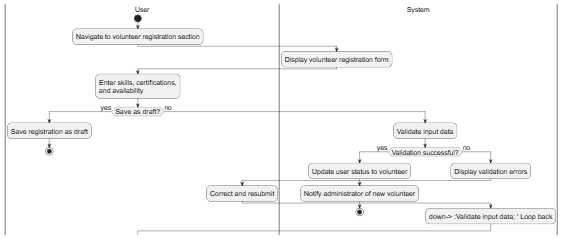 User
System
Navigate to volunteer registration section
Display volunteer registration form
Enter skills, certifications,
and availability
yes
Save as draft?
no
Save registration as draft
Validate input data
yes
Validation successful?
no
Update user status to volunteer
Display validation errors
Correct and resubmit
Notify administrator of new volunteer
down-> :Validate input data; ' Loop back